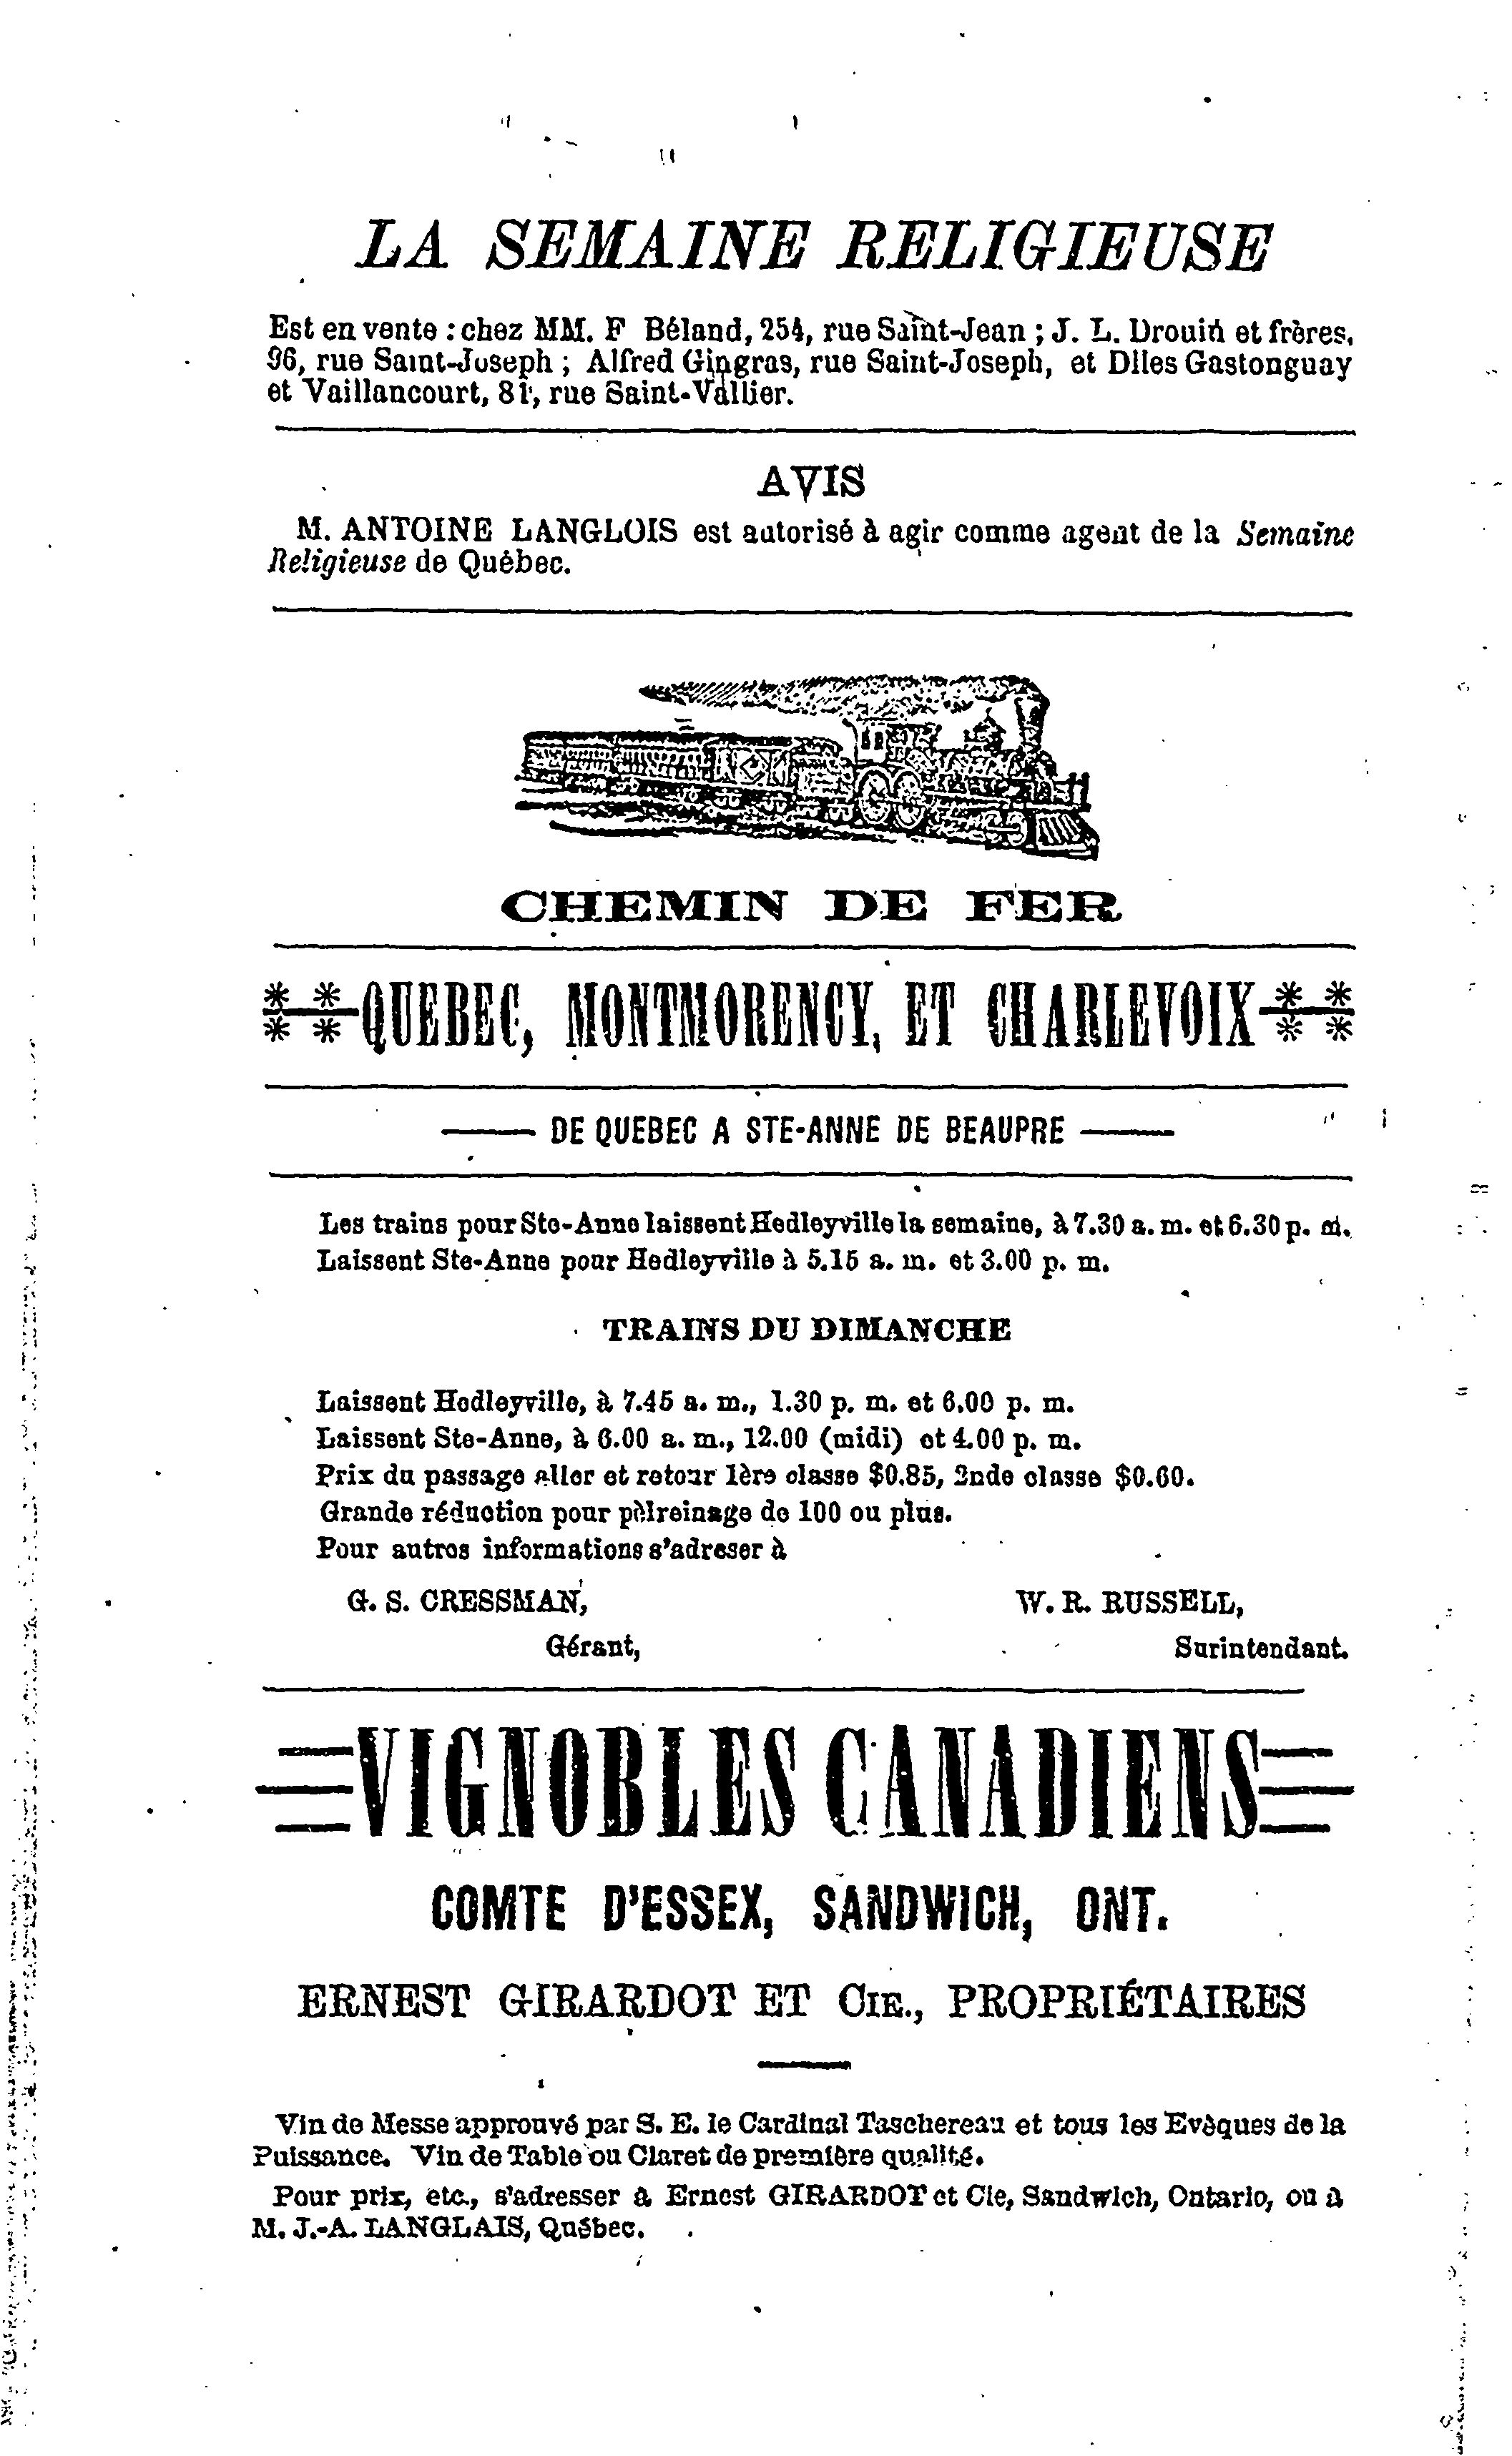 LA SEMAINE RELIGIEUSE
Est en vente : chez MM. F Béland, 254, rue Saint-Jean ; J. L. Drouin et frères,
96, rue Saint-Joseph ; Alfred Gingras, rue Saint-Joseph, et Dlles Gastonguay
et Vaillancourt, 81, rue Saint-Vallier.
AVIS
M. ANTOINE LANGLOIS est autorisé à agir comme agent de la Semaine
Religieuse de Québec.
CHEMIN DE FER
QUEBEC, MONTMORENCY, ET CHARLEVOIX
DE QUEBEC A STE-ANNE DE BEAUPRE
Les trains pour Ste-Anne laissent Hedleyville la semaine, à 7.30 a. m. et 6.30 p. m.
Laissent Ste-Anne pour Hedleyville à 5.15 a. m. et 3.00 p. m.
TRAINS DU DIMANCHE
Laissent Hedleyville, à 7.45 a. m., 1.30 p. m. et 6.00 p. m.
Laissent Ste-Anne, à 6.00 a. m., 12.00 (midi) et 4.00 p. m.
Prix du passage aller et retour 1ère classe $0.85, 2nde classe $0.60.
Grande réduction pour pèlreinage de 100 ou plus.
Pour autres informations s'adreser à
G. S. CRESSMAN,
W. R. RUSSELL,
Gérant,
Surintendant.
VIGNOBLES CANADIENS
COMTE D'ESSEX, SANDWICH, ONT.
ERNEST GIRARDOT ET CIE., PROPRIÉTAIRES
Vin de Messe approuvé par S. E. le Cardinal Taschereau et tous les Evèques de la
Puissance. Vin de Table ou Claret de première qualité.
Pour prix, etc., s'adresser à Ernest GIRARDOT et Cie, Sandwich, Ontario, ou à
M. J.-A. LANGLAIS, Québec.